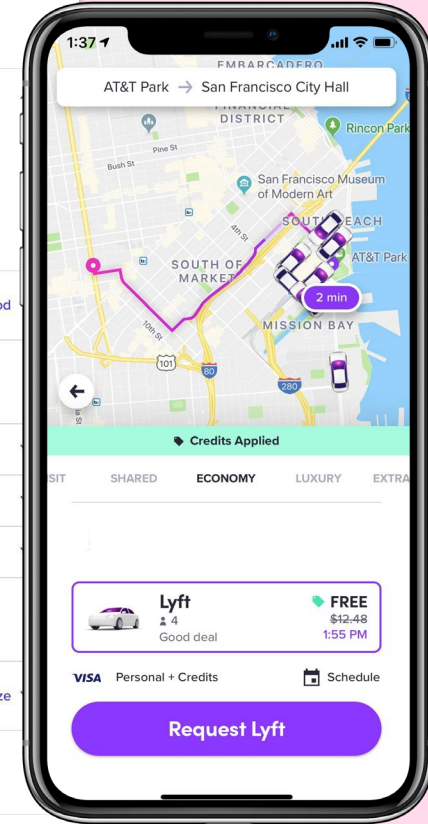 1:37
EMBARCADERO
AT&T Park → San Francisco City Hall
FINANCIAL
DISTRICT
Rincon Park
Pine St
Bush St
San Francisco Museum
of Modern Art
4th St
SOUTH BEACH
AT&T Park
SOUTH OF
MARKET
2 min
10th St
MISSION BAY
101
80
280
Credits Applied
SIT SHARED ECONOMY LUXURY EXTRA
Lyft FREE
4 $12.48
Good deal 1:55 PM
VISA Personal + Credits Schedule
Request Lyft
od
ze